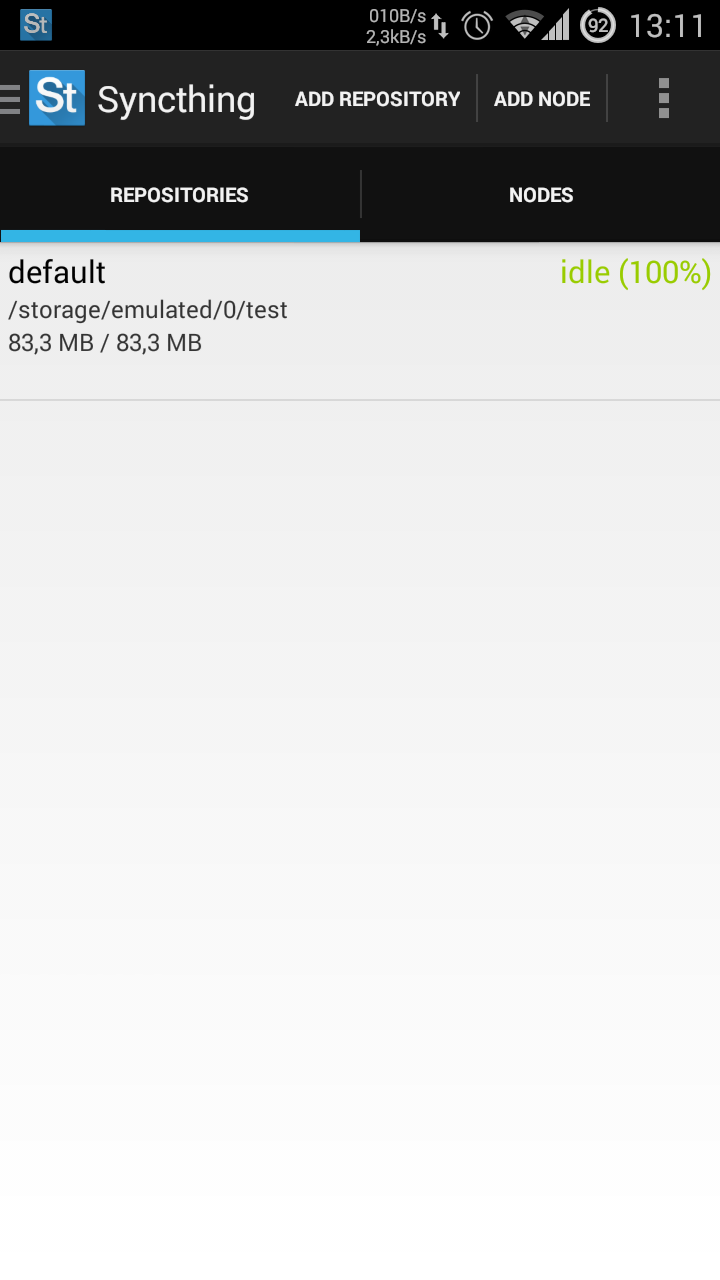 St
010B/s
2,3kB/s
92
13:11
St Syncthing ADD REPOSITORY ADD NODE
REPOSITORIES NODES
default idle (100%)
/storage/emulated/0/test
83,3 MB / 83,3 MB